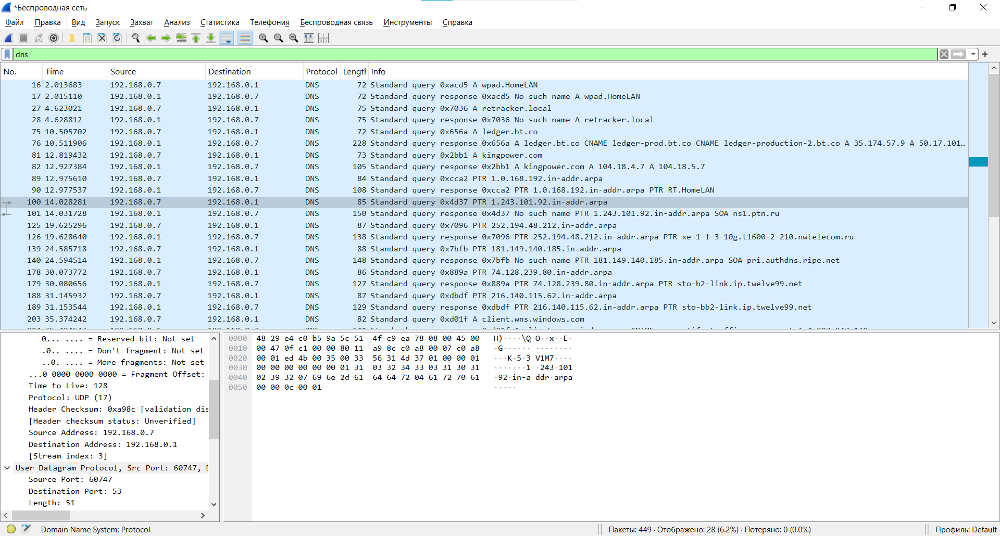 *Беспроводная сеть
Файл Правка Вид Запуск Захват Анализ Статистика Телефония Беспроводная связь Инструменты Справка
dns
No. Time Source Destination Protocol Lengtł Info
16 2.013683 192.168.0.7 192.168.0.1 DNS 72 Standard query 0xacd5 A wpad.HomeLAN
17 2.015110 192.168.0.1 192.168.0.7 DNS 72 Standard query response 0xacd5 No such name A wpad.HomeLAN
27 4.623021 192.168.0.7 192.168.0.1 DNS 75 Standard query 0x7036 A retracker.local
28 4.628812 192.168.0.1 192.168.0.7 DNS 75 Standard query response 0x7036 No such name A retracker.local
75 10.505702 192.168.0.7 192.168.0.1 DNS 72 Standard query 0x656a A ledger.bt.co
76 10.511906 192.168.0.1 192.168.0.7 DNS 228 Standard query response 0x656a A ledger.bt.co CNAME ledger-prod.bt.co CNAME ledger-production-2.bt.co A 35.174.57.9 A 50.17.101…
81 12.819432 192.168.0.7 192.168.0.1 DNS 73 Standard query 0x2bb1 A kingpower.com
82 12.927384 192.168.0.1 192.168.0.7 DNS 105 Standard query response 0x2bb1 A kingpower.com A 104.18.4.7 A 104.18.5.7
89 12.975610 192.168.0.7 192.168.0.1 DNS 84 Standard query 0xcca2 PTR 1.0.168.192.in-addr.arpa
90 12.977537 192.168.0.1 192.168.0.7 DNS 108 Standard query response 0xcca2 PTR 1.0.168.192.in-addr.arpa PTR RT.HomeLAN
100 14.028281 192.168.0.7 192.168.0.1 DNS 85 Standard query 0x4d37 PTR 1.243.101.92.in-addr.arpa
101 14.031728 192.168.0.1 192.168.0.7 DNS 150 Standard query response 0x4d37 No such name PTR 1.243.101.92.in-addr.arpa SOA ns1.ptn.ru
125 19.625296 192.168.0.7 192.168.0.1 DNS 87 Standard query 0x7096 PTR 252.194.48.212.in-addr.arpa
126 19.628640 192.168.0.1 192.168.0.7 DNS 138 Standard query response 0x7096 PTR 252.194.48.212.in-addr.arpa PTR xe-1-1-3-10g.t1600-2-210.nwtelecom.ru
139 24.585718 192.168.0.7 192.168.0.1 DNS 88 Standard query 0x7bfb PTR 181.149.140.185.in-addr.arpa
140 24.594514 192.168.0.1 192.168.0.7 DNS 148 Standard query response 0x7bfb No such name PTR 181.149.140.185.in-addr.arpa SOA pri.authdns.ripe.net
178 30.073772 192.168.0.7 192.168.0.1 DNS 86 Standard query 0x889a PTR 74.128.239.80.in-addr.arpa
179 30.080656 192.168.0.1 192.168.0.7 DNS 127 Standard query response 0x889a PTR 74.128.239.80.in-addr.arpa PTR sto-b2-link.ip.twelve99.net
188 31.145932 192.168.0.7 192.168.0.1 DNS 87 Standard query 0xdbdf PTR 216.140.115.62.in-addr.arpa
189 31.153544 192.168.0.1 192.168.0.7 DNS 129 Standard query response 0xdbdf PTR 216.140.115.62.in-addr.arpa PTR sto-bb2-link.ip.twelve99.net
203 35.374242 192.168.0.7 192.168.0.1 DNS 82 Standard query 0xd01f A client.wns.windows.com
0... .... = Reserved bit: Not set
.0.. .... = Don't fragment: Not set
..0. .... = More fragments: Not set
...0 0000 0000 0000 = Fragment Offset:
Time to Live: 128
Protocol: UDP (17)
Header Checksum: 0xa98c [validation dis
[Header checksum status: Unverified]
Source Address: 192.168.0.7
Destination Address: 192.168.0.1
[Stream index: 3]
User Datagram Protocol, Src Port: 60747, D
Source Port: 60747
Destination Port: 53
Length: 51
0000 48 29 e4 c0 b5 9a 5c 51 4f c9 ea 78 08 00 45 00 H)····\Q O··x··E·
0010 00 47 0f c1 00 00 80 11 a9 8c c0 a8 00 07 c0 a8 ·G······ ········
0020 00 01 ed 4b 00 35 00 33 56 31 4d 37 01 00 00 01 ···K·5·3 V1M7····
0030 00 00 00 00 00 00 01 31 03 32 34 33 03 31 30 31 ·······1 ·243·101
0040 02 39 32 07 69 6e 2d 61 64 64 72 04 61 72 70 61 ·92·in-a ddr·arpa
0050 00 00 0c 00 01 ·····
Domain Name System: Protocol
Пакеты: 449 · Отображено: 28 (6.2%) · Потеряно: 0 (0.0%)
Профиль: Default